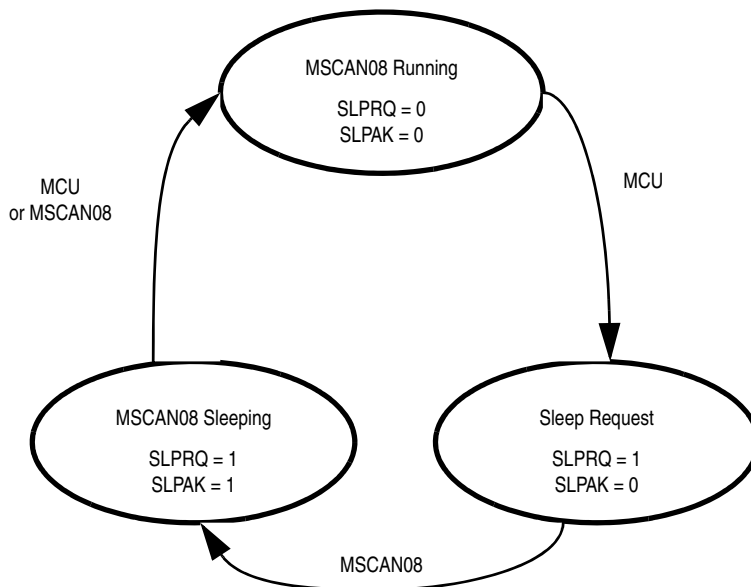 MSCAN08 Running
SLPRQ = 0
SLPAK = 0
MCU
or MSCAN08
MCU
MSCAN08 Sleeping
SLPRQ = 1
SLPAK = 1
Sleep Request
SLPRQ = 1
SLPAK = 0
MSCAN08